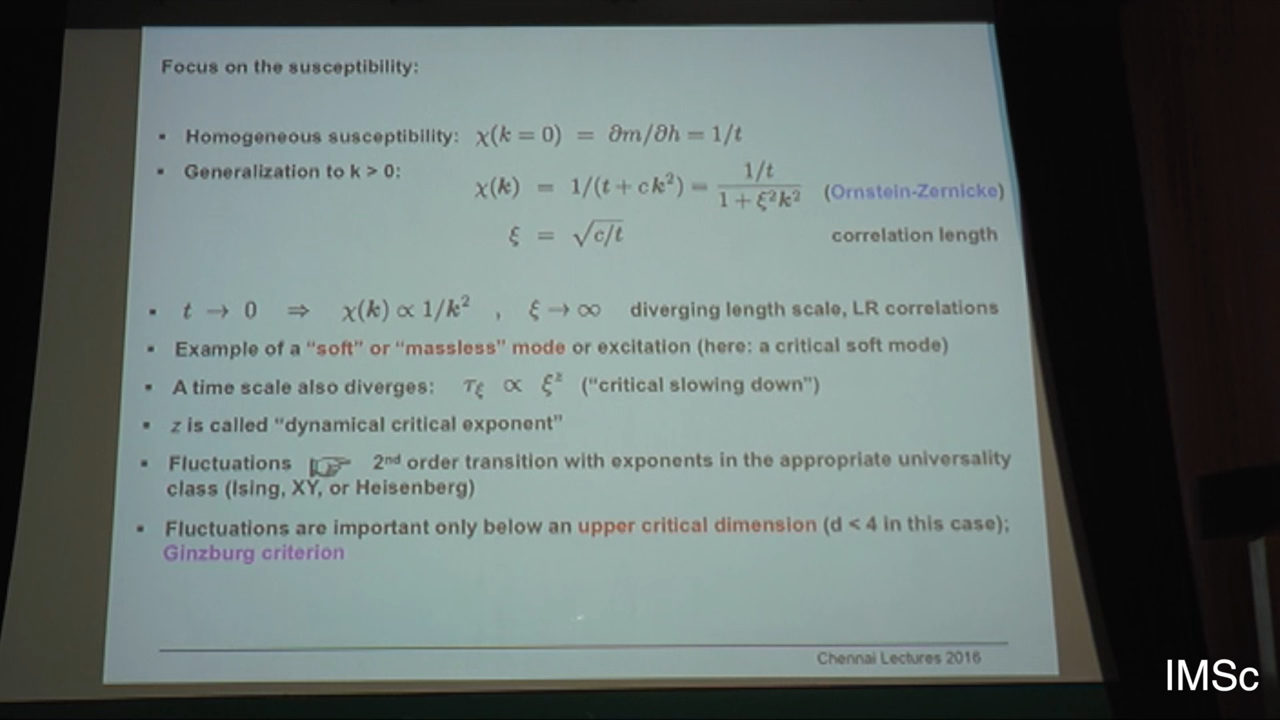 Focus on the susceptibility:
▪ Homogeneous susceptibility: χ(k = 0) = ∂m/∂h = 1/t
▪ Generalization to k > 0:
χ(k) = 1/(t + ck²) = (1/t)/(1 + ξ²k²) (Ornstein-Zernicke)
ξ = √c/t correlation length
▪ t → 0 ⇒ χ(k) ∝ 1/k² , ξ → ∞ diverging length scale, LR correlations
▪ Example of a “soft” or “massless” mode or excitation (here: a critical soft mode)
▪ A time scale also diverges: τξ ∝ ξᶻ (“critical slowing down”)
▪ z is called “dynamical critical exponent”
▪ Fluctuations ☞ 2nd order transition with exponents in the appropriate universality
class (Ising, XY, or Heisenberg)
▪ Fluctuations are important only below an upper critical dimension (d < 4 in this case);
Ginzburg criterion
Chennai Lectures 2016
IMSc